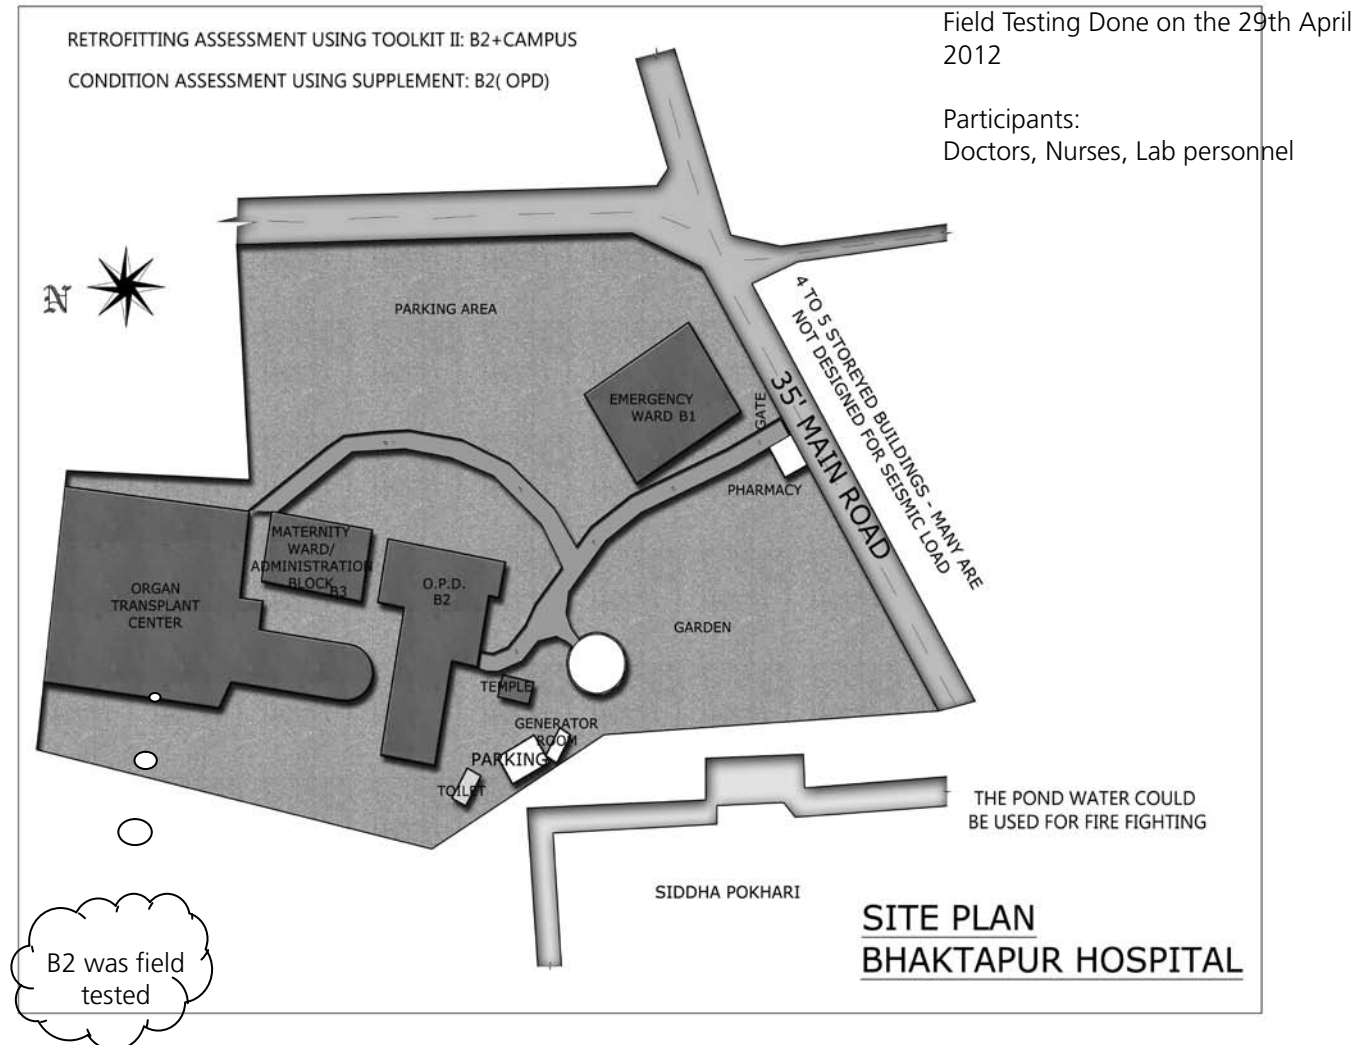 RETROFITTING ASSESSMENT USING TOOLKIT II: B2+CAMPUS
CONDITION ASSESSMENT USING SUPPLEMENT: B2( OPD)
Field Testing Done on the 29th April
2012
Participants:
Doctors, Nurses, Lab personnel
N
PARKING AREA
EMERGENCY
WARD B1
GATE
35' MAIN ROAD
4 TO 5 STOREYED BUILDINGS - MANY ARE
NOT DESIGNED FOR SEISMIC LOAD
PHARMACY
MATERNITY
WARD/
ADMINISTRATION
BLOCK
B3
ORGAN
TRANSPLANT
CENTER
O.P.D.
B2
GARDEN
TEMPLE
GENERATOR
ROOM
PARKING
TOILET
THE POND WATER COULD
BE USED FOR FIRE FIGHTING
SIDDHA POKHARI
SITE PLAN
BHAKTAPUR HOSPITAL
B2 was field
tested